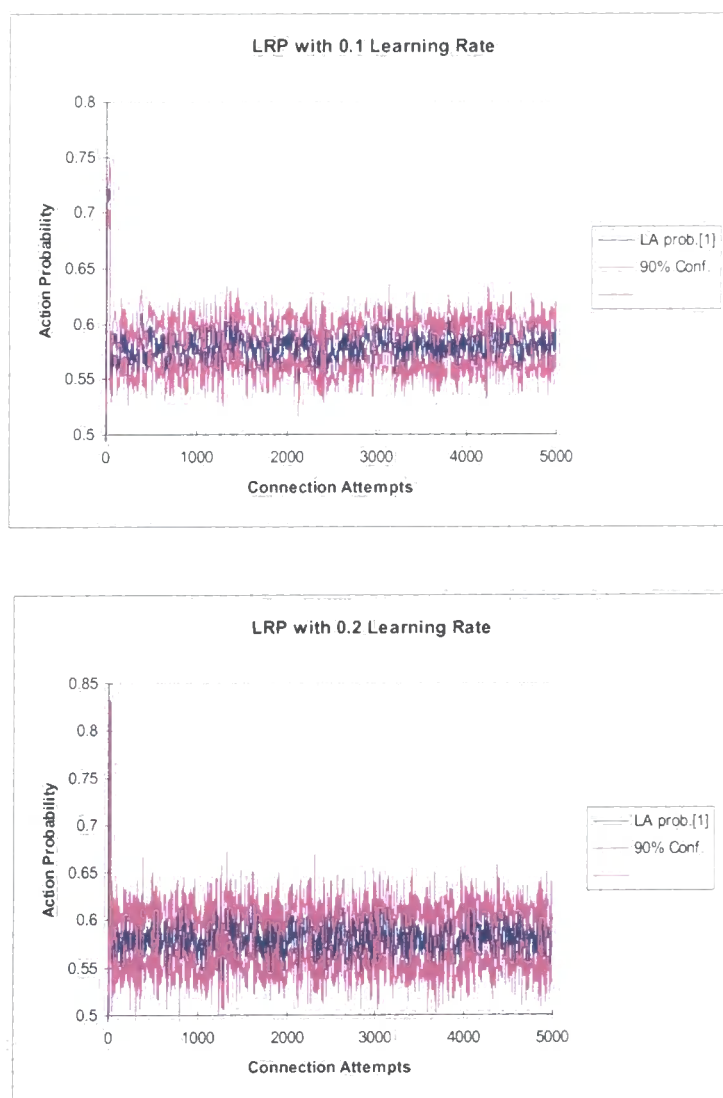 LRP with 0.1 Learning Rate
0.8
0.75
0.7
0.65
0.6
0.55
0.5
Action Probability
0 1000 2000 3000 4000 5000
Connection Attempts
LA prob.[1]
90% Conf.
LRP with 0.2 Learning Rate
0.85
0.8
0.75
0.7
0.65
0.6
0.55
0.5
Action Probability
0 1000 2000 3000 4000 5000
Connection Attempts
LA prob.[1]
90% Conf.